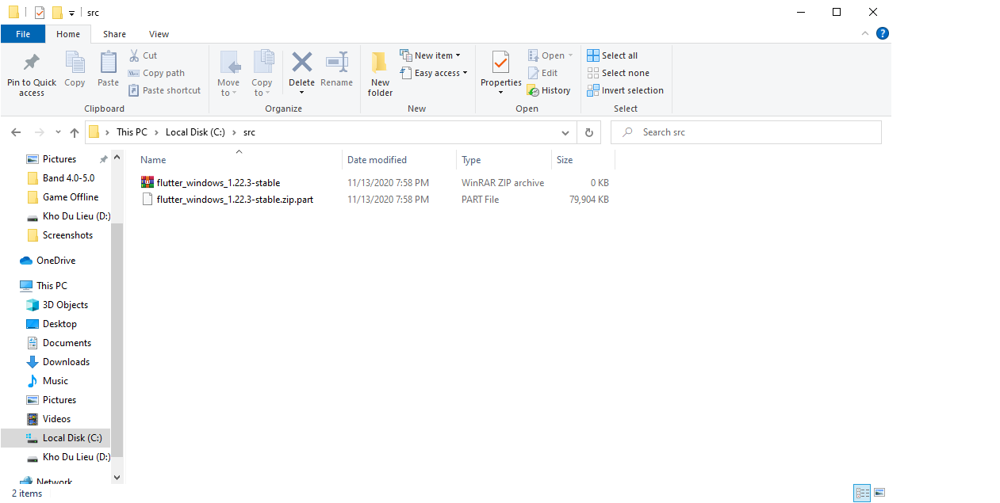 src
File Home Share View
Pin to Quick access
Copy
Paste
Cut
Copy path
Paste shortcut
Clipboard
Move to
Copy to
Delete
Rename
Organize
New folder
New item
Easy access
New
Properties
Open
Edit
History
Open
Select all
Select none
Invert selection
Select
This PC > Local Disk (C:) > src
Search src
Pictures
Band 4.0-5.0
Game Offline
Kho Du Lieu (D:)
Screenshots
OneDrive
This PC
3D Objects
Desktop
Documents
Downloads
Music
Pictures
Videos
Local Disk (C:)
Kho Du Lieu (D:)
Network
Name Date modified Type Size
flutter_windows_1.22.3-stable 11/13/2020 7:58 PM WinRAR ZIP archive 0 KB
flutter_windows_1.22.3-stable.zip.part 11/13/2020 7:58 PM PART File 79,904 KB
2 items